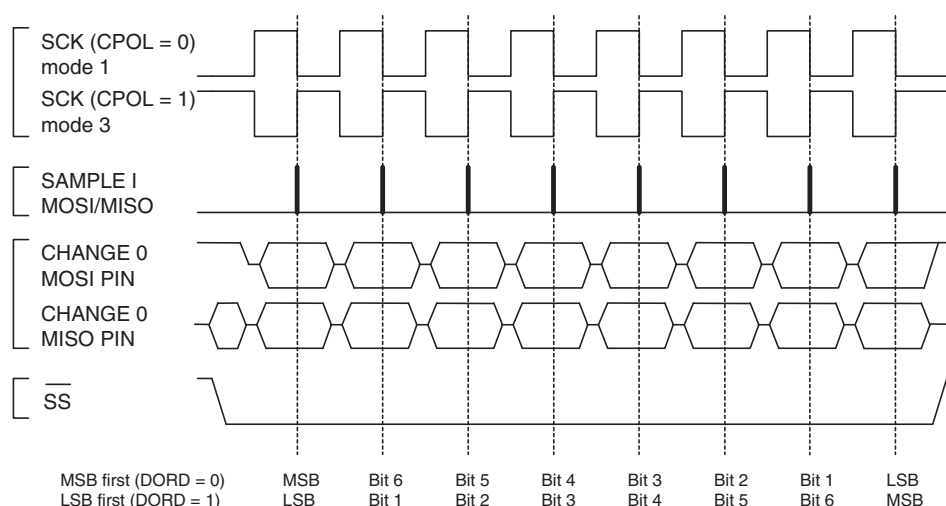 SCK (CPOL = 0)
mode 1
SCK (CPOL = 1)
mode 3
SAMPLE I
MOSI/MISO
CHANGE 0
MOSI PIN
CHANGE 0
MISO PIN
SS
MSB first (DORD = 0) MSB Bit 6 Bit 5 Bit 4 Bit 3 Bit 2 Bit 1 LSB
LSB first (DORD = 1) LSB Bit 1 Bit 2 Bit 3 Bit 4 Bit 5 Bit 6 MSB